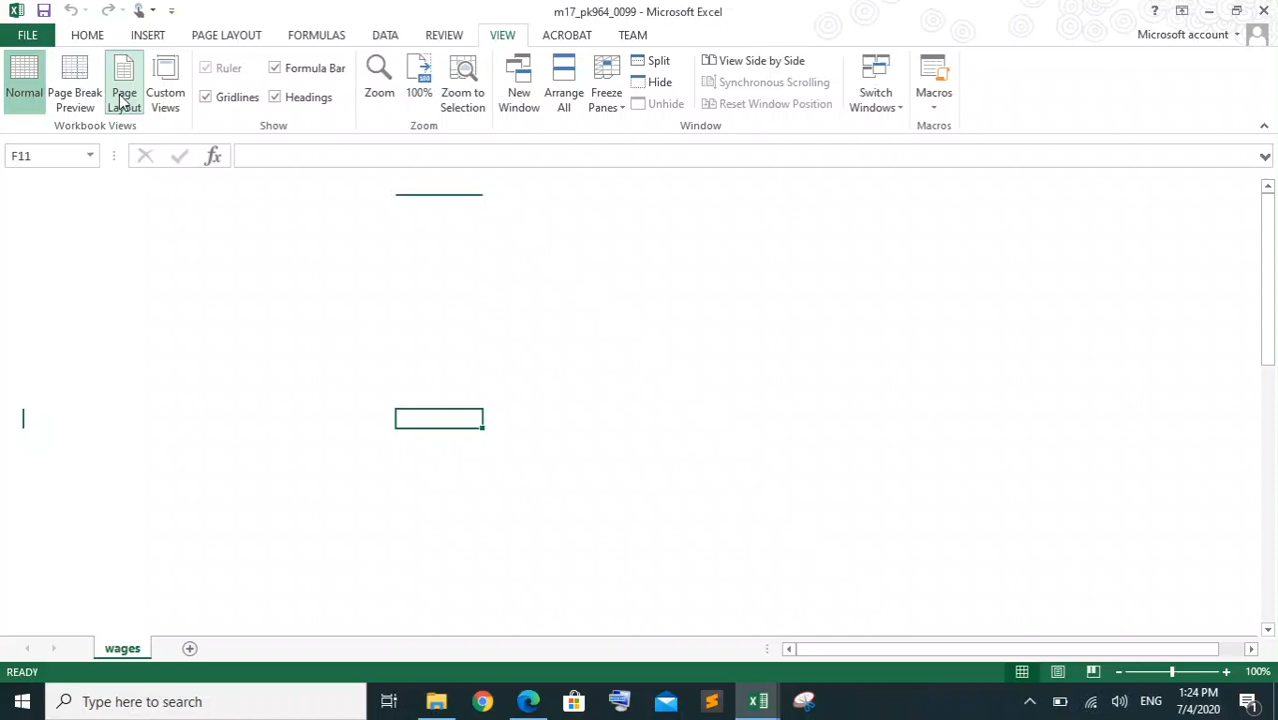 m17_pk964_0099 - Microsoft Excel
?
FILE HOME INSERT PAGE LAYOUT FORMULAS DATA REVIEW VIEW ACROBAT TEAM Microsoft account
Normal Page Break Preview Page Layout Custom Views
Ruler Formula Bar
Gridlines Headings
Zoom 100% Zoom to Selection
New Window Arrange All Freeze Panes
Split View Side by Side
Hide Synchronous Scrolling
Unhide Reset Window Position
Switch Windows Macros
Workbook Views Show Zoom Window Macros
F11 fx
wages
READY 100%
Type here to search ENG 1:24 PM
7/4/2020 1